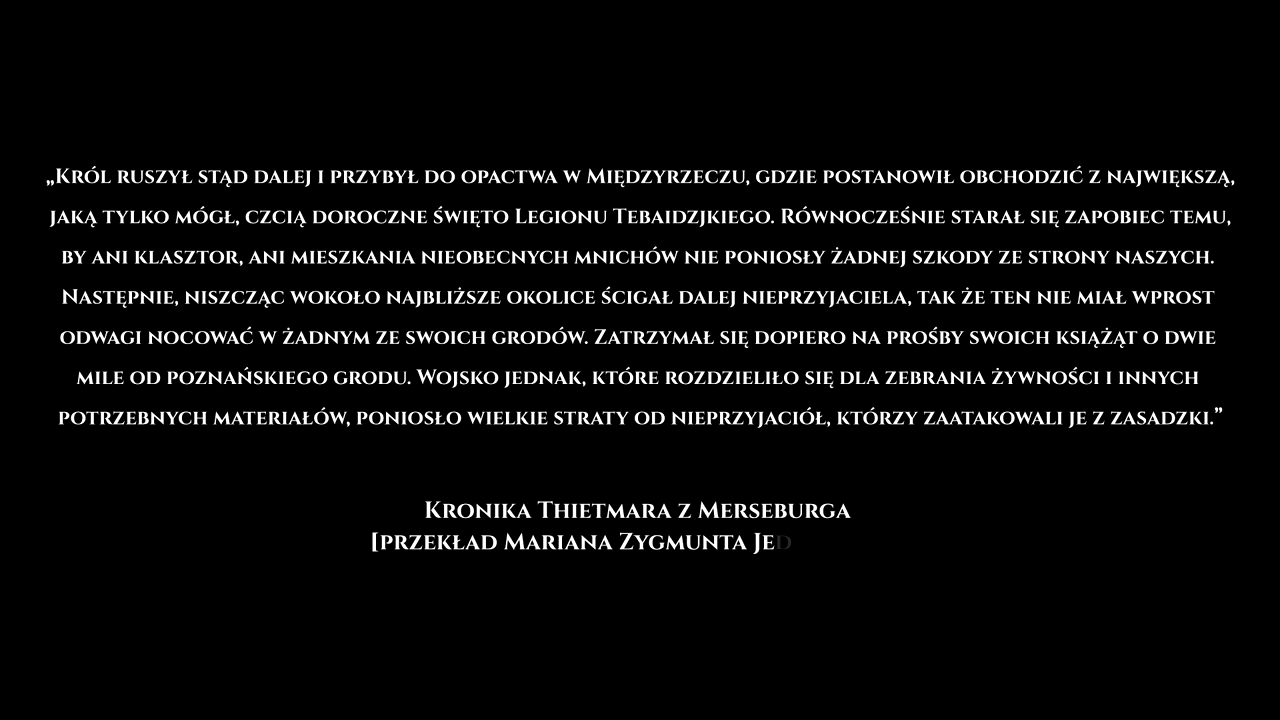 „Król ruszył stąd dalej i przybył do opactwa w Międzyrzeczu, gdzie postanowił obchodzić z największą,
jaką tylko mógł, czcią doroczne święto Legionu Tebaidzjkiego. Równocześnie starał się zapobiec temu,
by ani klasztor, ani mieszkania nieobecnych mnichów nie poniosły żadnej szkody ze strony naszych.
Następnie, niszcząc wokoło najbliższe okolice ścigał dalej nieprzyjaciela, tak że ten nie miał wprost
odwagi nocować w żadnym ze swoich grodów. Zatrzymał się dopiero na prośby swoich książąt o dwie
mile od poznańskiego grodu. Wojsko jednak, które rozdzieliło się dla zebrania żywności i innych
potrzebnych materiałów, poniosło wielkie straty od nieprzyjaciół, którzy zaatakowali je z zasadzki.”
Kronika Thietmara z Merseburga
[przekład Mariana Zygmunta Jed